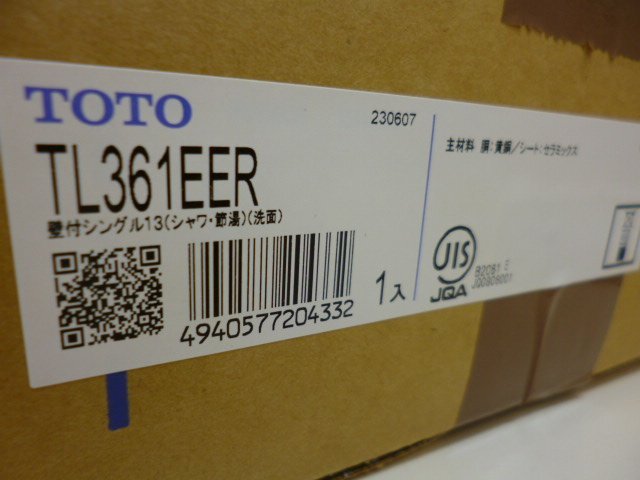 TOTO
230607
TL361EER
壁付シングル13(シャワ・節湯)(洗面)
主材料 胴:黄銅/シート:セラミックス
4940577204332
1入
JIS
JQA
B2061 E
JQ0908001